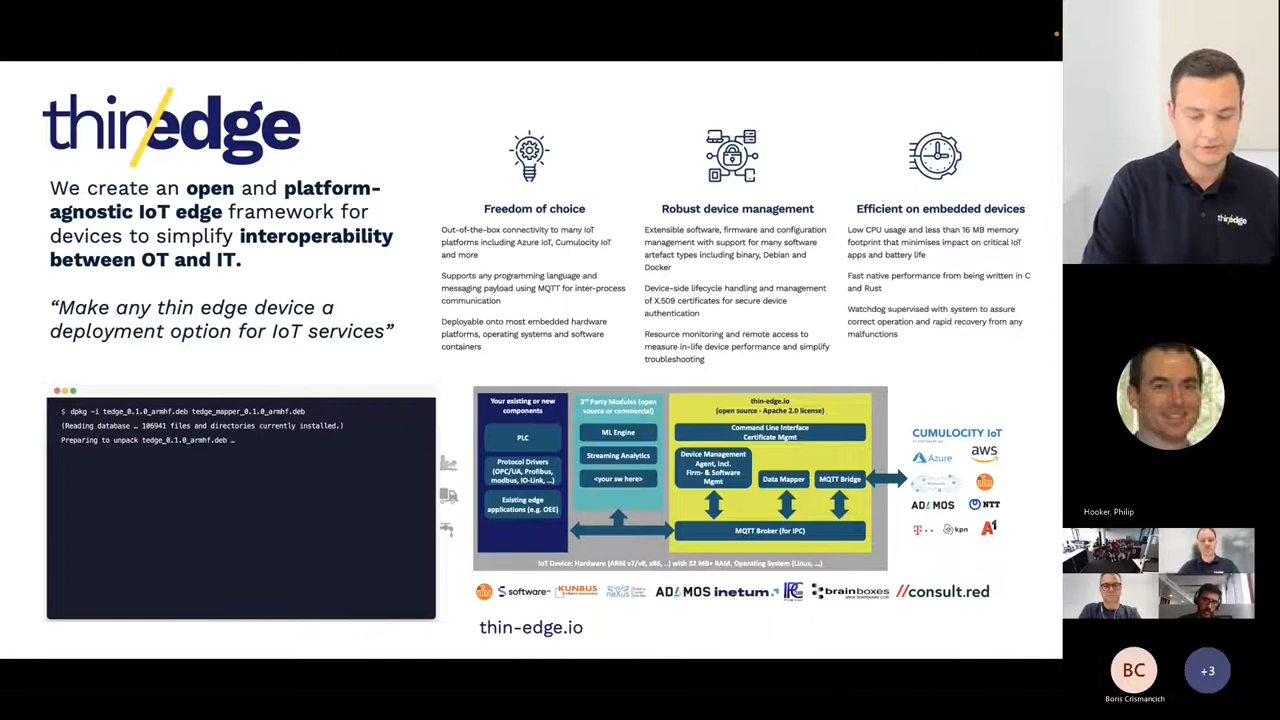 thin/edge
We create an open and platform-
agnostic IoT edge framework for
devices to simplify interoperability
between OT and IT.
“Make any thin edge device a
deployment option for IoT services”
Freedom of choice
Out-of-the-box connectivity to many IoT
platforms including Azure IoT, Cumulocity IoT
and more
Supports any programming language and
messaging payload using MQTT for inter-process
communication
Deployable onto most embedded hardware
platforms, operating systems and software
containers
Robust device management
Extensible software, firmware and configuration
management with support for many software
artefact types including binary, Debian and
Docker
Device-side lifecycle handling and management
of X.509 certificates for secure device
authentication
Resource monitoring and remote access to
measure in-life device performance and simplify
troubleshooting
Efficient on embedded devices
Low CPU usage and less than 16 MB memory
footprint that minimises impact on critical IoT
apps and battery life
Fast native performance from being written in C
and Rust
Watchdog supervised with system to assure
correct operation and rapid recovery from any
malfunctions
$ dpkg -i tedge_0.1.0_armhf.deb tedge_mapper_0.1.0_armhf.deb
(Reading database … 106941 files and directories currently installed.)
Preparing to unpack tedge_0.1.0_armhf.deb …
Your existing or new
components
PLC
Protocol Drivers
(OPC/UA, Profibus,
modbus, IO-Link, …)
Existing edge
applications (e.g. OEE)
3rd Party Modules (open
source or commercial)
ML Engine
Streaming Analytics
<your sw here>
thin-edge.io
(open source - Apache 2.0 license)
Command Line Interface
Certificate Mgmt
Device Management
Agent, Incl.
Firm- & Software
Mgmt
Data Mapper
MQTT Bridge
MQTT Broker (for IPC)
IoT Device: Hardware (ARM v7/v8, x86, ..) with 32 MB+ RAM, Operating System (Linux, …)
CUMULOCITY IoT
Azure
aws
ADAMOS
NTT
T
kpn
A1
software
KUNBUS
neXus
ADAMOS
inetum.
brainboxes
www.brainboxes.com
//consult.red
thin-edge.io
thin/edge
Hooker, Philip
BC
+3
Boris Crismancich